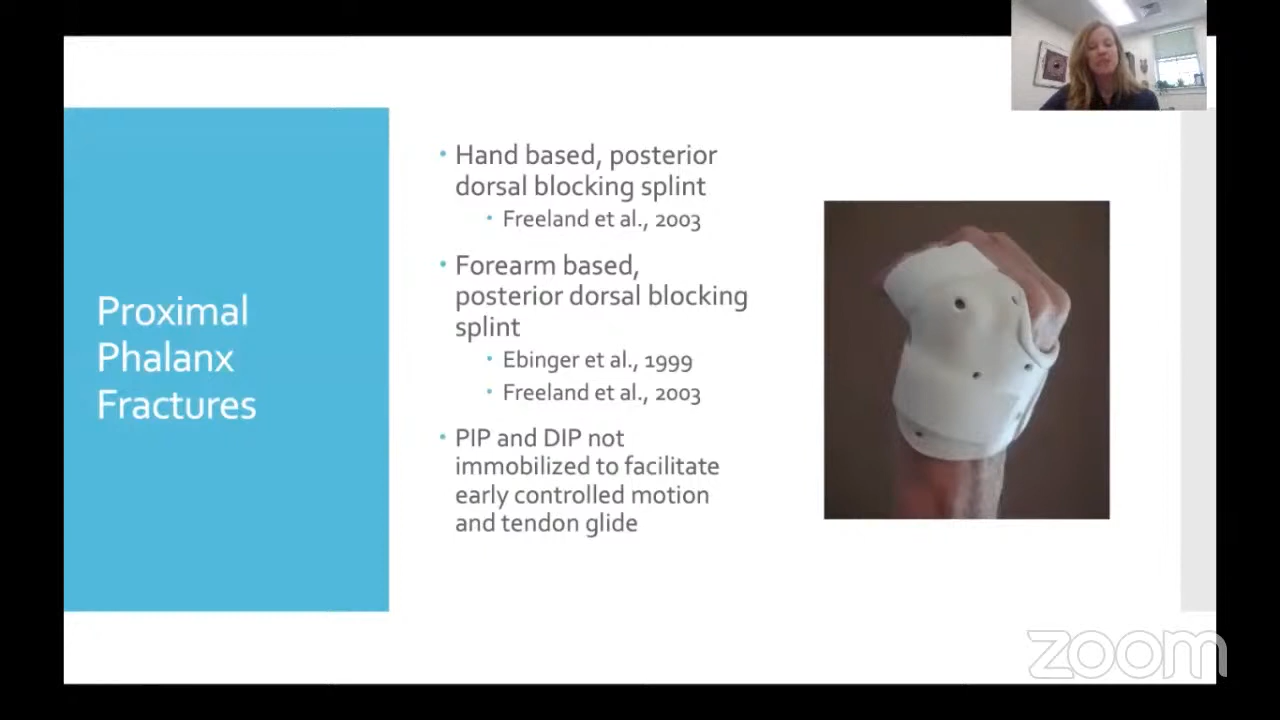 Proximal
Phalanx
Fractures
• Hand based, posterior
dorsal blocking splint
• Freeland et al., 2003
• Forearm based,
posterior dorsal blocking
splint
• Ebinger et al., 1999
• Freeland et al., 2003
• PIP and DIP not
immobilized to facilitate
early controlled motion
and tendon glide
zoom